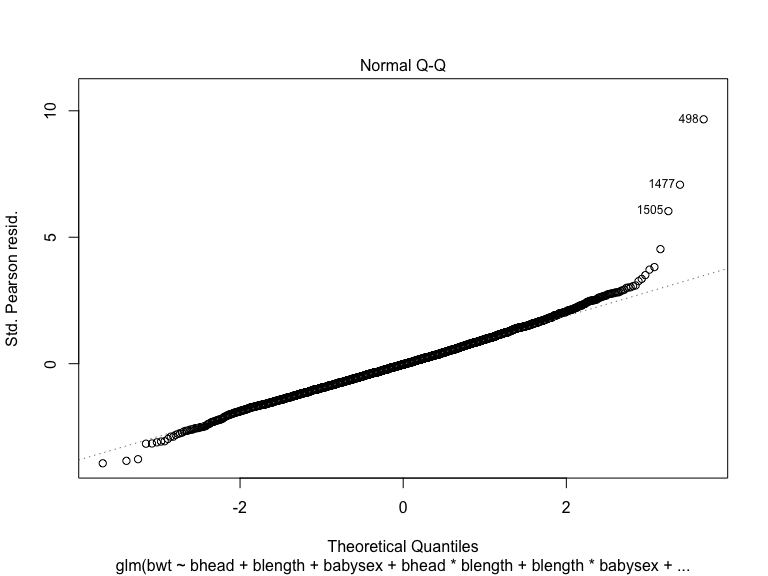 Normal Q-Q
10
5
0
Std. Pearson resid.
498
1477
1505
-2
0
2
Theoretical Quantiles
glm(bwt ~ bhead + blength + babysex + bhead * blength + blength * babysex + ...